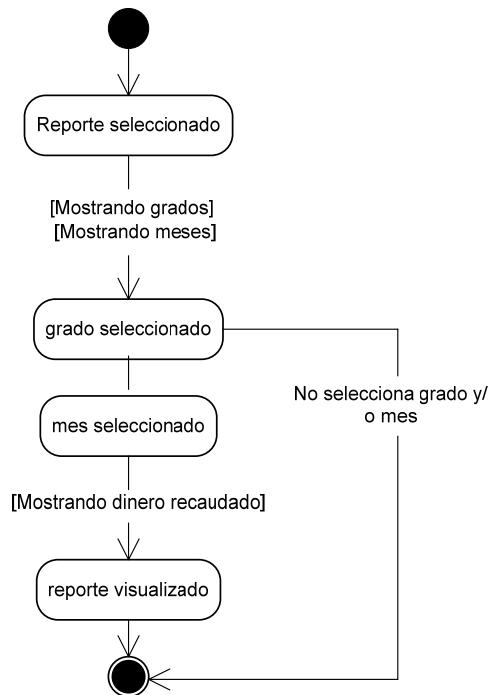 Reporte seleccionado
[Mostrando grados]
[Mostrando meses]
grado seleccionado
No selecciona grado y/
o mes
mes seleccionado
[Mostrando dinero recaudado]
reporte visualizado